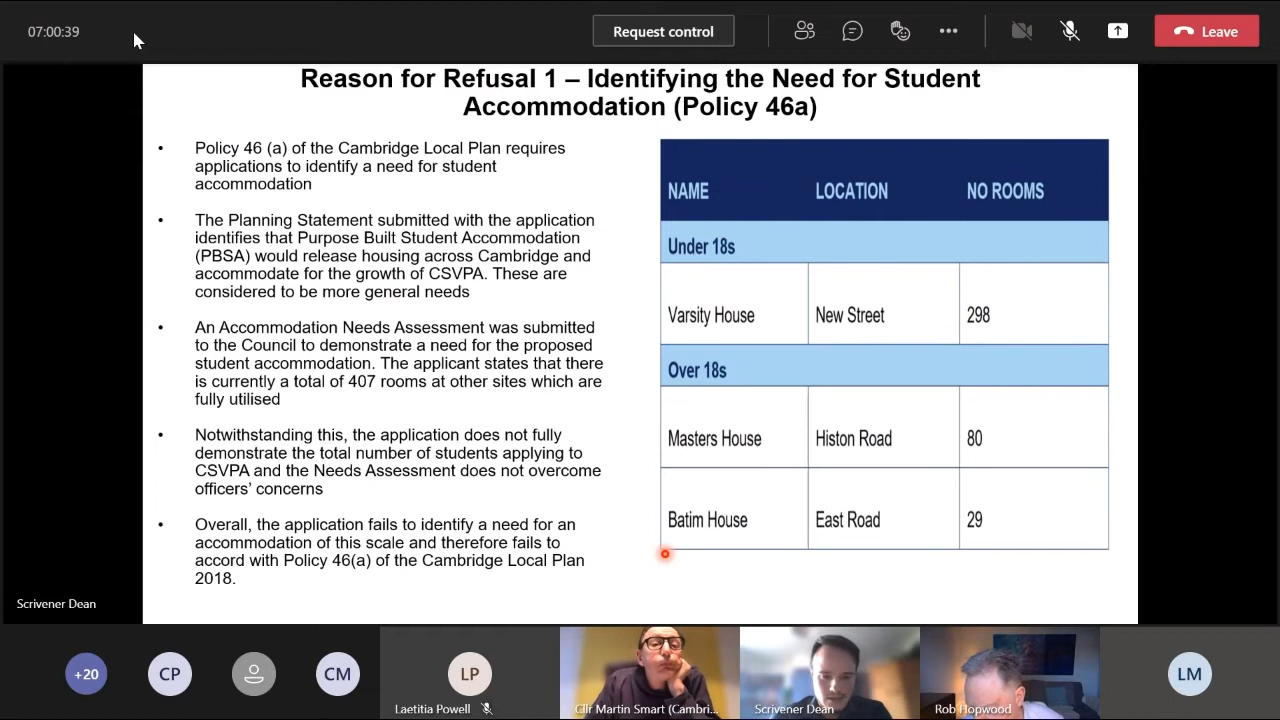 07:00:39
Request control
Leave
Reason for Refusal 1 – Identifying the Need for Student
Accommodation (Policy 46a)
• Policy 46 (a) of the Cambridge Local Plan requires
applications to identify a need for student
accommodation
• The Planning Statement submitted with the application
identifies that Purpose Built Student Accommodation
(PBSA) would release housing across Cambridge and
accommodate for the growth of CSVPA. These are
considered to be more general needs
• An Accommodation Needs Assessment was submitted
to the Council to demonstrate a need for the proposed
student accommodation. The applicant states that there
is currently a total of 407 rooms at other sites which are
fully utilised
• Notwithstanding this, the application does not fully
demonstrate the total number of students applying to
CSVPA and the Needs Assessment does not overcome
officers' concerns
• Overall, the application fails to identify a need for an
accommodation of this scale and therefore fails to
accord with Policy 46(a) of the Cambridge Local Plan
2018.
NAME LOCATION NO ROOMS
Under 18s
Varsity House New Street 298
Over 18s
Masters House Histon Road 80
Batim House East Road 29
Scrivener Dean
+20
CP
CM
LP
LM
Laetitia Powell
Cllr Martin Smart (Cambri...
Scrivener Dean
Rob Hopwood